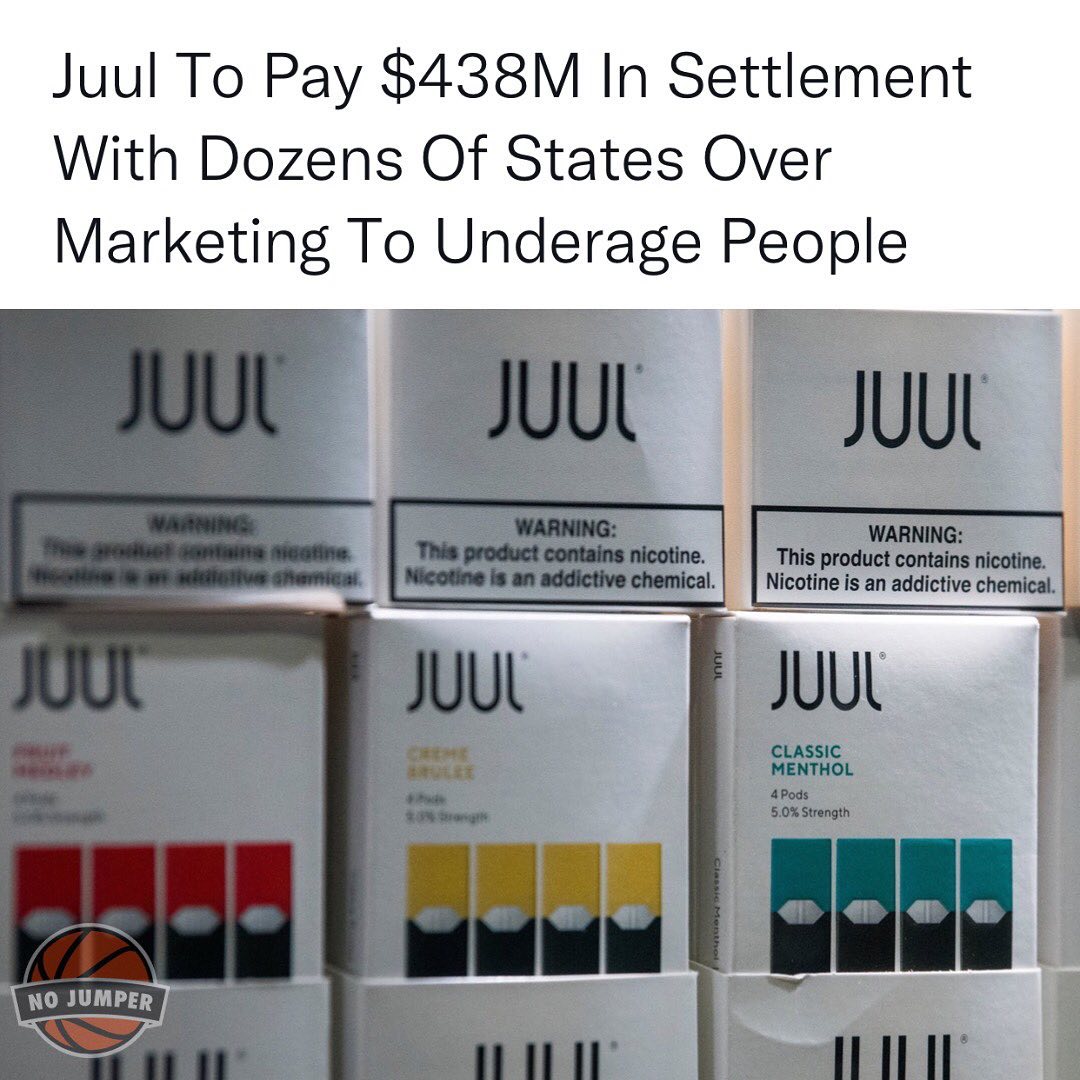 Juul To Pay $438M In Settlement
With Dozens Of States Over
Marketing To Underage People
JUUL
JUUL
JUUL
WARNING:
This product contains nicotine.
Nicotine is an addictive chemical.
WARNING:
This product contains nicotine.
Nicotine is an addictive chemical.
WARNING:
This product contains nicotine.
Nicotine is an addictive chemical.
JUUL
FRUIT
MEDLEY
JUUL
JUUL
CREME
BRULEE
4 Pods
5.0% Strength
JUUL
JUUL
CLASSIC
MENTHOL
4 Pods
5.0% Strength
Classic Menthol
NO JUMPER